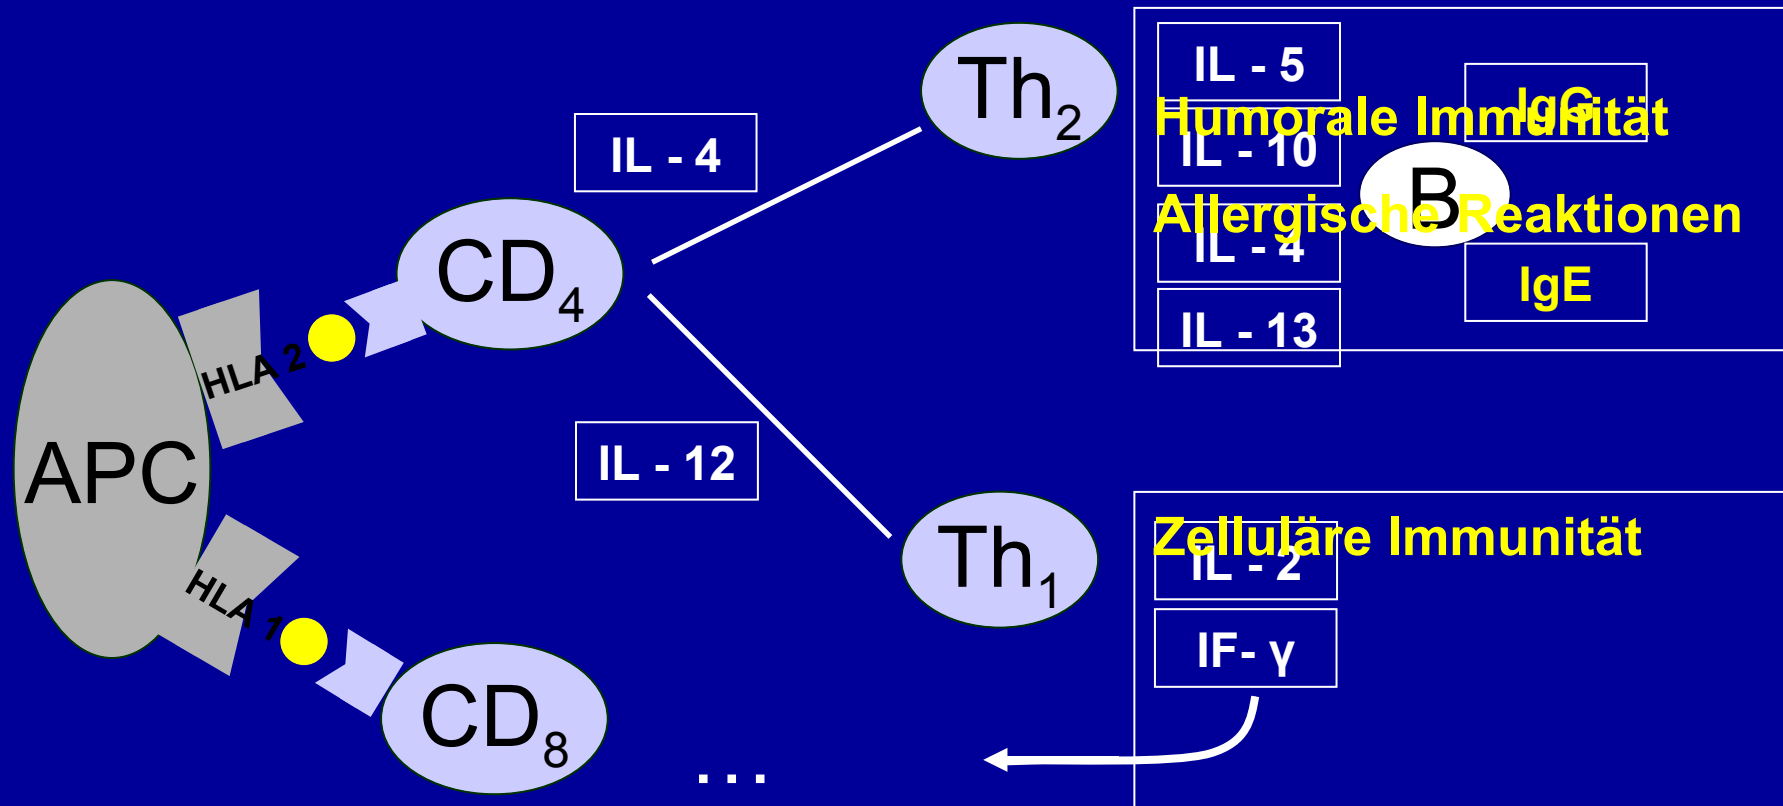 IL - 5
Th2
IgG
Humorale Immunität
IL - 4
IL - 10
B
Allergische Reaktionen
IL - 4
CD4
IgE
IL - 13
HLA 2
APC
IL - 12
Zelluläre Immunität
Th1
IL - 2
HLA 1
IF- γ
CD8
...